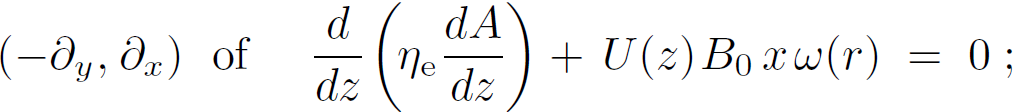 (−∂_y, ∂_x) of d/dz (η_e dA/dz) + U(z) B_0 x ω(r) = 0 ;